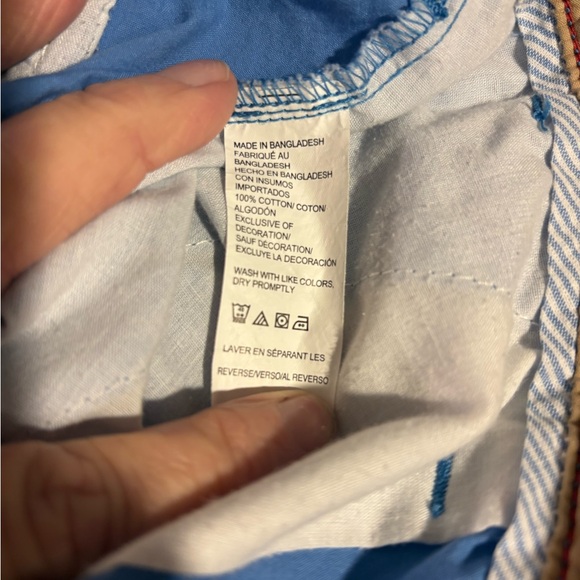 MADE IN BANGLADESH
FABRIQUÉ AU
BANGLADESH
HECHO EN BANGLADESH
CON INSUMOS
IMPORTADOS
100% COTTON/ COTON/
ALGODÓN
EXCLUSIVE OF
DECORATION/
SAUF DÉCORATION/
EXCLUYE LA DECORACIÓN
WASH WITH LIKE COLORS,
DRY PROMPTLY
LAVER EN SÉPARANT LES
REVERSE/VERSO/AL REVERSO